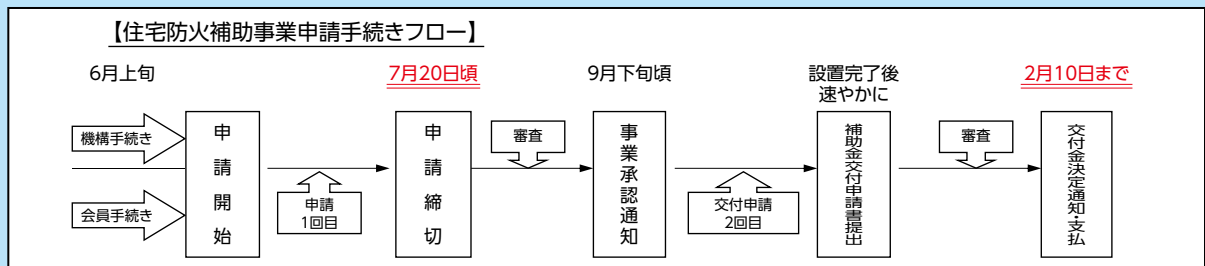 【住宅防火補助事業申請手続きフロー】
6月上旬
7月20日頃
9月下旬頃
設置完了後
速やかに
2月10日まで
機構手続き
会員手続き
申請開始
申請
1回目
申請締切
審査
事業承認通知
交付申請
2回目
補助金交付申請書提出
審査
交付金決定通知・支払